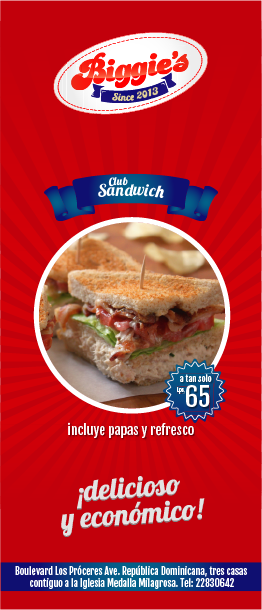 Biggie's
Since 2013
Club
Sandwich
a tan solo
Lps. 65
incluye papas y refresco
¡delicioso
y económico!
Boulevard Los Próceres Ave. República Dominicana, tres casas
contiguo a la Iglesia Medalla Milagrosa. Tel: 22830642